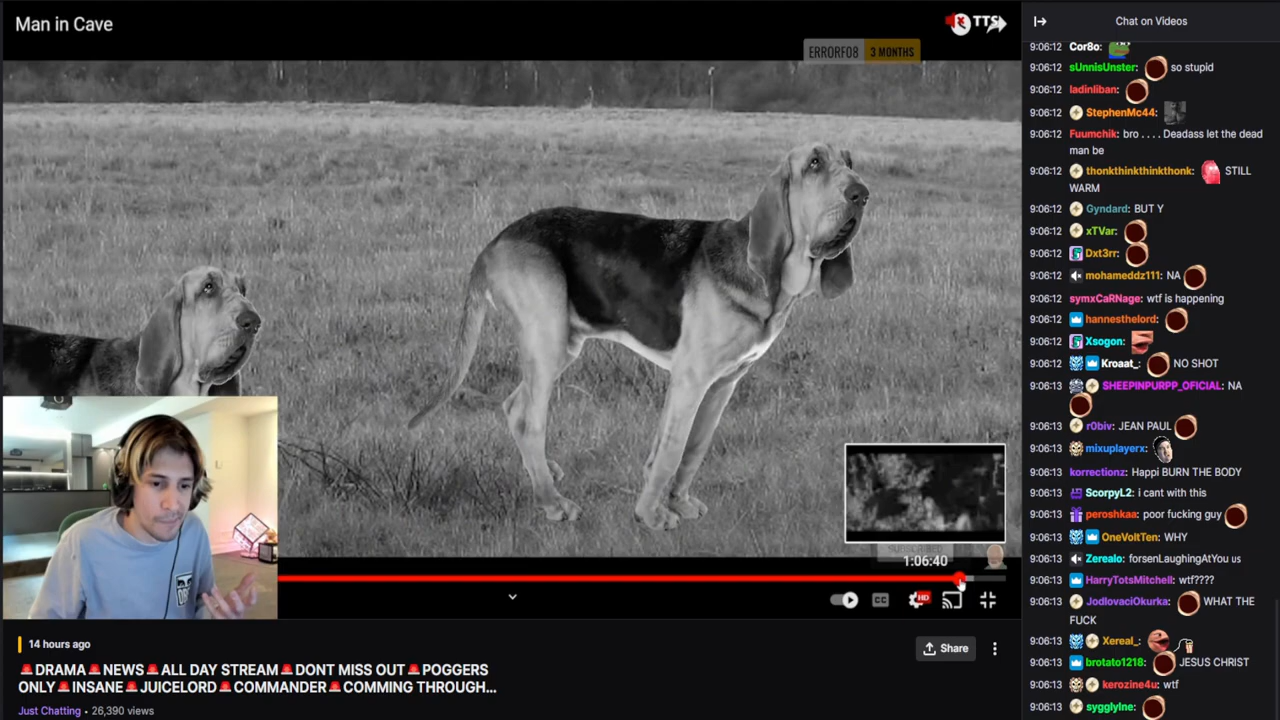 Man in Cave
TTS
ERRORF08 3 MONTHS
1:06:40
CC
HD
14 hours ago
Share
🚨DRAMA🚨NEWS🚨ALL DAY STREAM🚨DONT MISS OUT🚨POGGERS
ONLY🚨INSANE🚨JUICELORD🚨COMMANDER🚨COMMING THROUGH...
Just Chatting • 26,390 views
Chat on Videos
9:06:12 Cor8o:
9:06:12 sUnnisUnster: so stupid
9:06:12 ladinliban:
9:06:12 StephenMc44:
9:06:12 Fuumchik: bro . . . . Deadass let the dead
man be
9:06:12 thonkthinkthinkthonk: STILL
WARM
9:06:12 Gyndard: BUT Y
9:06:12 xTVar:
9:06:12 Dxt3rr:
9:06:12 mohameddz111: NA
9:06:12 symxCaRNage: wtf is happening
9:06:12 hannesthelord:
9:06:12 Xsogon:
9:06:12 Kroaat_: NO SHOT
9:06:13 SHEEPINPURPP_OFICIAL: NA
9:06:13 r0biv: JEAN PAUL
9:06:13 mixuplayerx:
9:06:13 korrectionz: Happi BURN THE BODY
9:06:13 ScorpyL2: i cant with this
9:06:13 peroshkaa: poor fucking guy
9:06:13 OneVoltTen: WHY
9:06:13 Zerealo: forsenLaughingAtYou us
9:06:13 HarryTotsMitchell: wtf????
9:06:13 JodlovaciOkurka: WHAT THE
FUCK
9:06:13 Xereal_:
9:06:13 brotato1218: JESUS CHRIST
9:06:13 kerozine4u: wtf
9:06:13 sygglyIne: